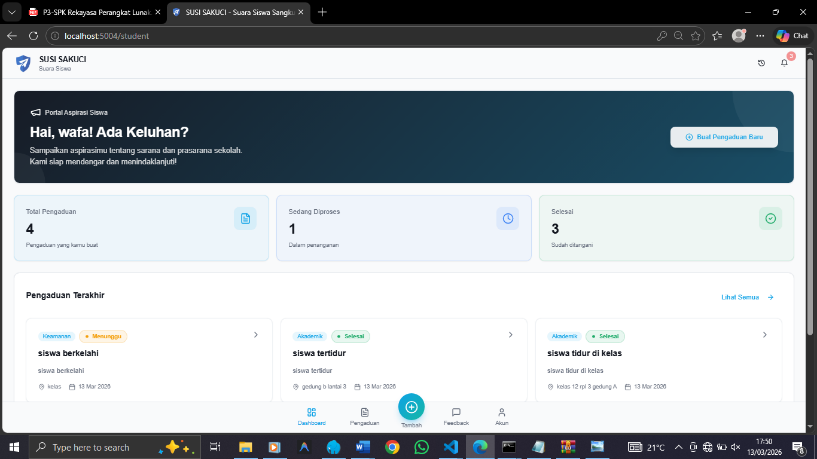 P3-SPK Rekayasa Perangkat Lunak
SUSI SAKUCI - Suara Siswa Sangku
localhost:5004/student
Chat
SUSI SAKUCI
Suara Siswa
3
Portal Aspirasi Siswa
Hai, wafa! Ada Keluhan?
Sampaikan aspirasimu tentang sarana dan prasarana sekolah.
Kami siap mendengar dan menindaklanjuti!
Buat Pengaduan Baru
Total Pengaduan
4
Pengaduan yang kamu buat
Sedang Diproses
1
Dalam penanganan
Selesai
3
Sudah ditangani
Pengaduan Terakhir
Lihat Semua
Keamanan
Menunggu
siswa berkelahi
siswa berkelahi
kelas
13 Mar 2026
Akademik
Selesai
siswa tertidur
siswa tertidur
gedung b lantai 3
13 Mar 2026
Akademik
Selesai
siswa tidur di kelas
siswa tidur di kelas
kelas 12 rpl 3 gedung A
13 Mar 2026
Dashboard
Pengaduan
Tambah
Feedback
Akun
Type here to search
21°C
17:50
13/03/2026